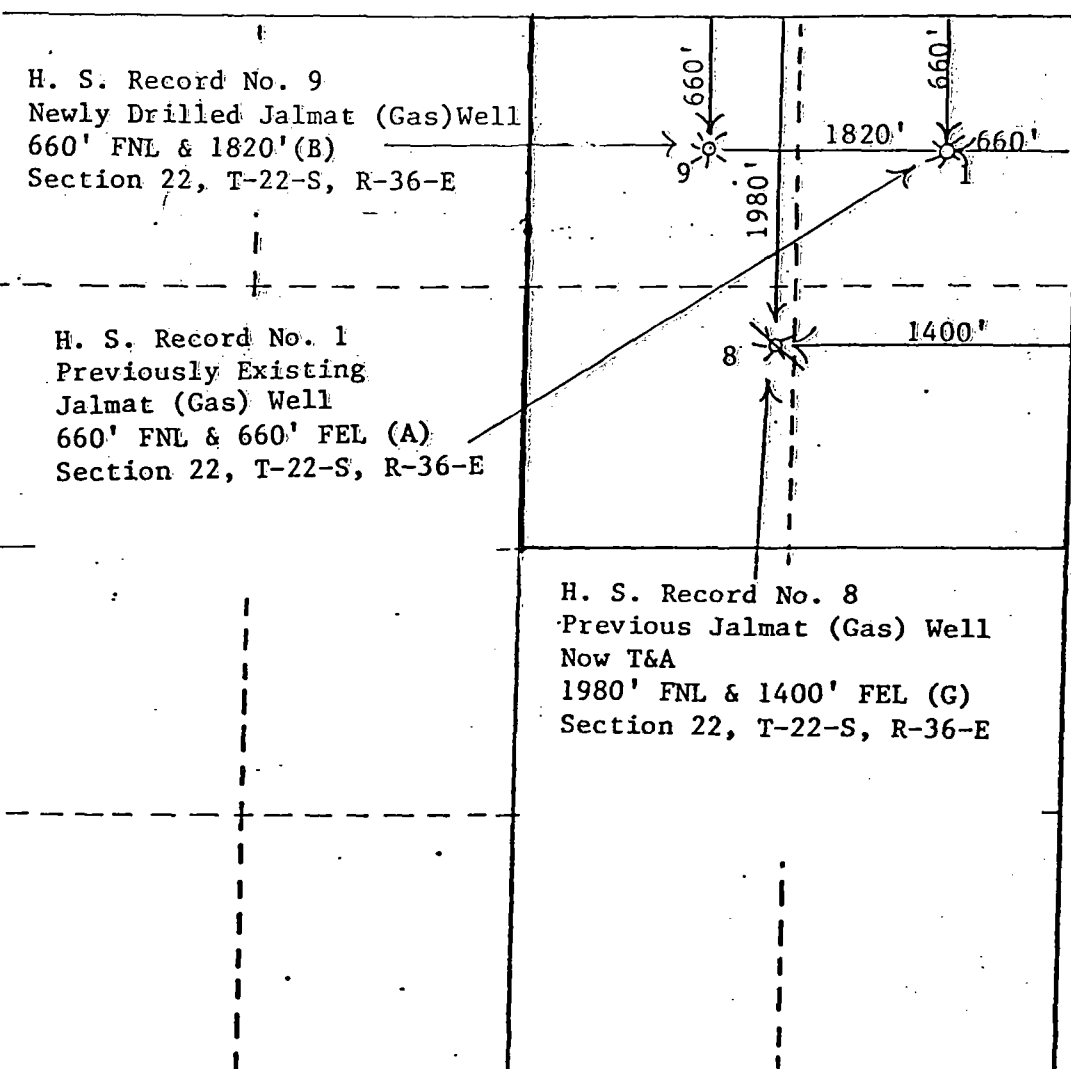 H. S. Record No. 9
Newly Drilled Jalmat (Gas)Well
660' FNL & 1820'(B)
Section 22, T-22-S, R-36-E
660'
660'
1820'
660'
9
1
1980'
H. S. Record No. 1
Previously Existing
Jalmat (Gas) Well
660' FNL & 660' FEL (A)
Section 22, T-22-S, R-36-E
8
1400'
H. S. Record No. 8
Previous Jalmat (Gas) Well
Now T&A
1980' FNL & 1400' FEL (G)
Section 22, T-22-S, R-36-E